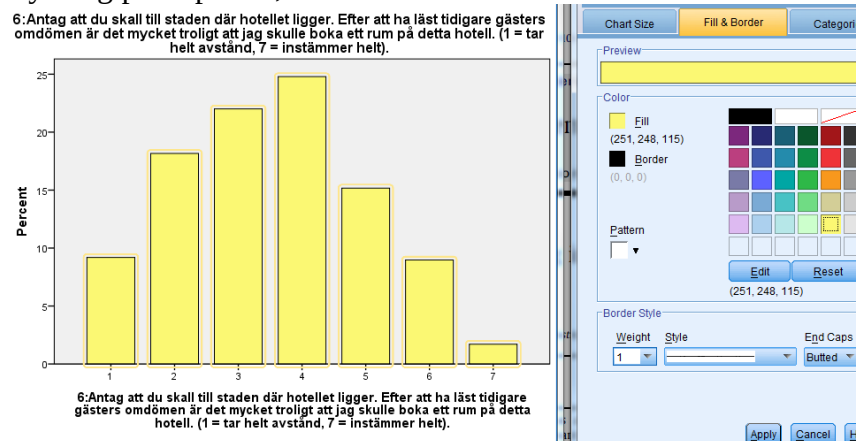 6:Antag att du skall till staden där hotellet ligger. Efter att ha läst tidigare gästers
omdömen är det mycket troligt att jag skulle boka ett rum på detta hotell. (1 = tar
helt avstånd, 7 = instämmer helt).
25
20
15
10
5
0
Percent
1 2 3 4 5 6 7
6:Antag att du skall till staden där hotellet ligger. Efter att ha läst tidigare
gästers omdömen är det mycket troligt att jag skulle boka ett rum på detta
hotell. (1 = tar helt avstånd, 7 = instämmer helt).
Chart Size Fill & Border Categori
Preview
Color
Fill
(251, 248, 115)
Border
(0, 0, 0)
Pattern
Edit Reset
(251, 248, 115)
Border Style
Weight Style End Caps
1 Butted
Apply Cancel H